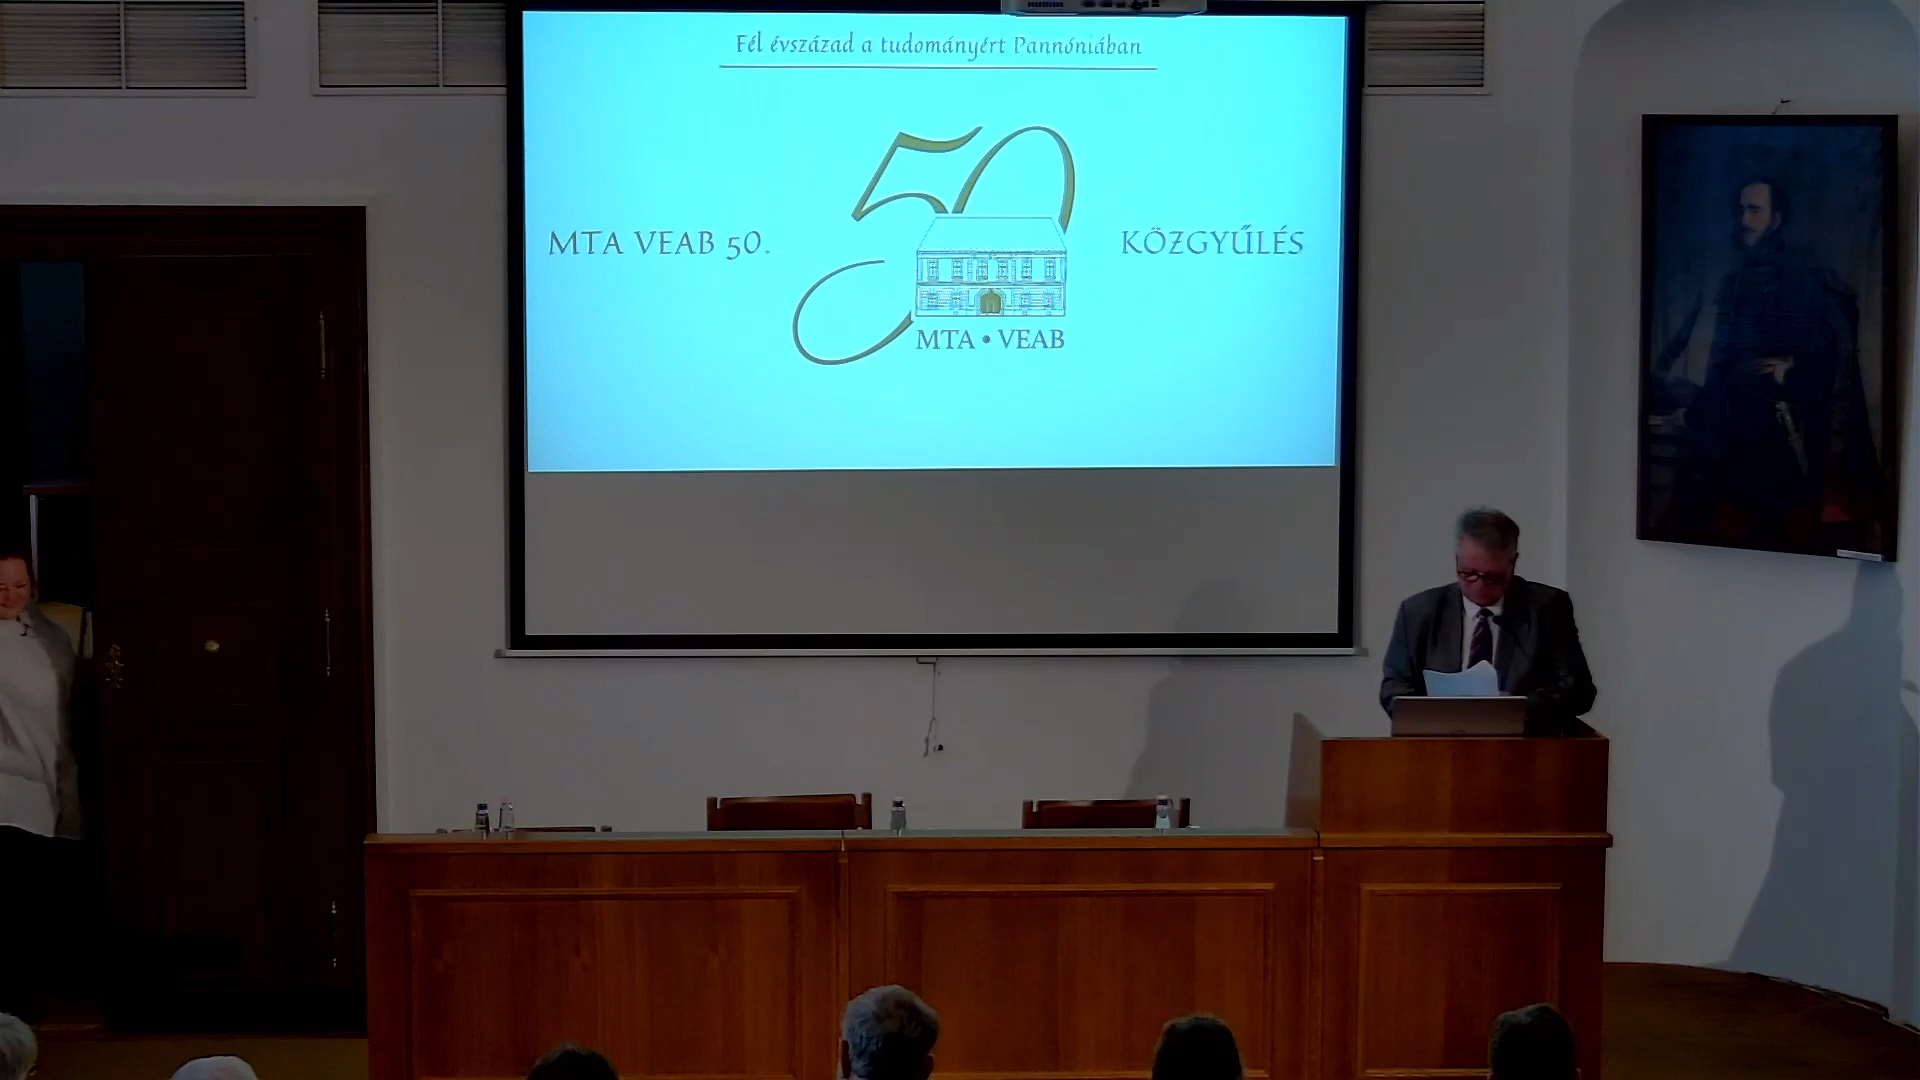 Fél évszázad a tudományért Pannóniában
50
MTA VEAB 50.
KÖZGYŰLÉS
MTA • VEAB